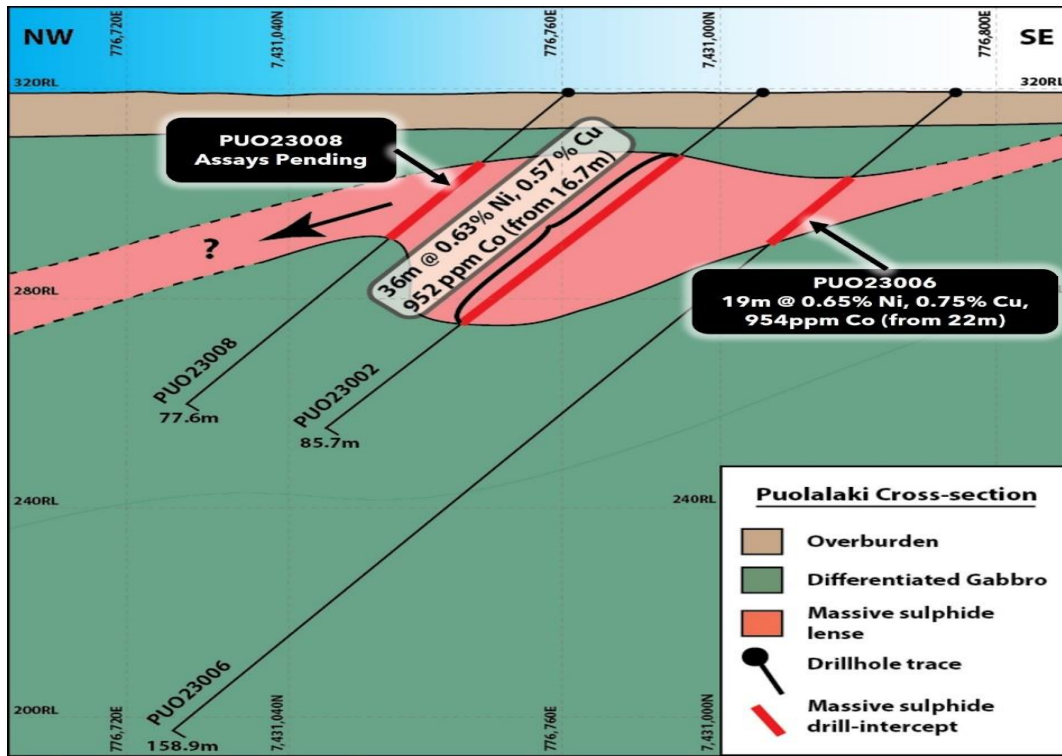 NW
776,720E
7,431,040N
776,760E
7,431,000N
776,800E
SE
320RL
320RL
PUO23008
Assays Pending
36m @ 0.63% Ni, 0.57 % Cu
952 ppm Co (from 16.7m)
?
280RL
PUO23006
19m @ 0.65% Ni, 0.75% Cu,
954ppm Co (from 22m)
PUO23008
77.6m
PUO23002
85.7m
240RL
240RL
PUO23006
158.9m
200RL
776,720E
7,431,040N
776,760E
7,431,000N
Puolalaki Cross-section
Overburden
Differentiated Gabbro
Massive sulphide
lense
Drillhole trace
Massive sulphide
drill-intercept